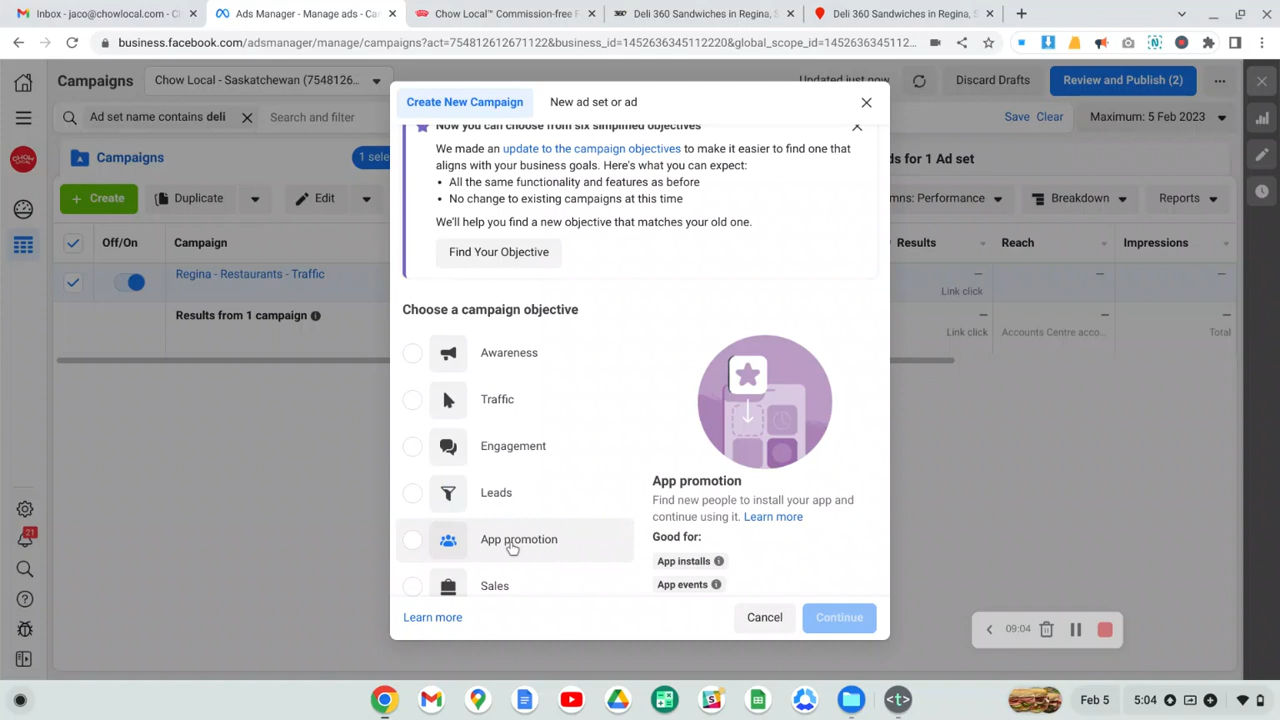 Inbox - jaco@chowlocal.com - Ch
Ads Manager - Manage ads - Ca
Chow Local™ Commission-free F
Deli 360 Sandwiches in Regina, S
Deli 360 Sandwiches in Regina, S
business.facebook.com/adsmanager/manage/campaigns?act=754812612671122&business_id=1452636345112220&global_scope_id=1452636345112...
Campaigns
Chow Local - Saskatchewan (7548126...
Updated just now
Discard Drafts
Review and Publish (2)
Ad set name contains deli
Search and filter
Save
Clear
Maximum: 5 Feb 2023
Campaigns
1 sele
ds for 1 Ad set
Create
Duplicate
Edit
mns: Performance
Breakdown
Reports
Off/On
Campaign
Results
Reach
Impressions
Regina - Restaurants - Traffic
Link click
Results from 1 campaign
Link click
Accounts Centre acco...
Total
Create New Campaign
New ad set or ad
Now you can choose from six simplified objectives
We made an update to the campaign objectives to make it easier to find one that
aligns with your business goals. Here's what you can expect:
• All the same functionality and features as before
• No change to existing campaigns at this time
We'll help you find a new objective that matches your old one.
Find Your Objective
Choose a campaign objective
Awareness
Traffic
Engagement
Leads
App promotion
Sales
App promotion
Find new people to install your app and
continue using it. Learn more
Good for:
App installs
App events
Learn more
Cancel
Continue
09:04
21
Feb 5
5:04